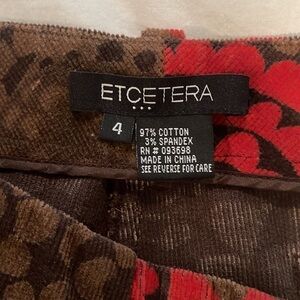 ETCETERA
4
97% COTTON
3% SPANDEX
RN # 093698
MADE IN CHINA
SEE REVERSE FOR CARE